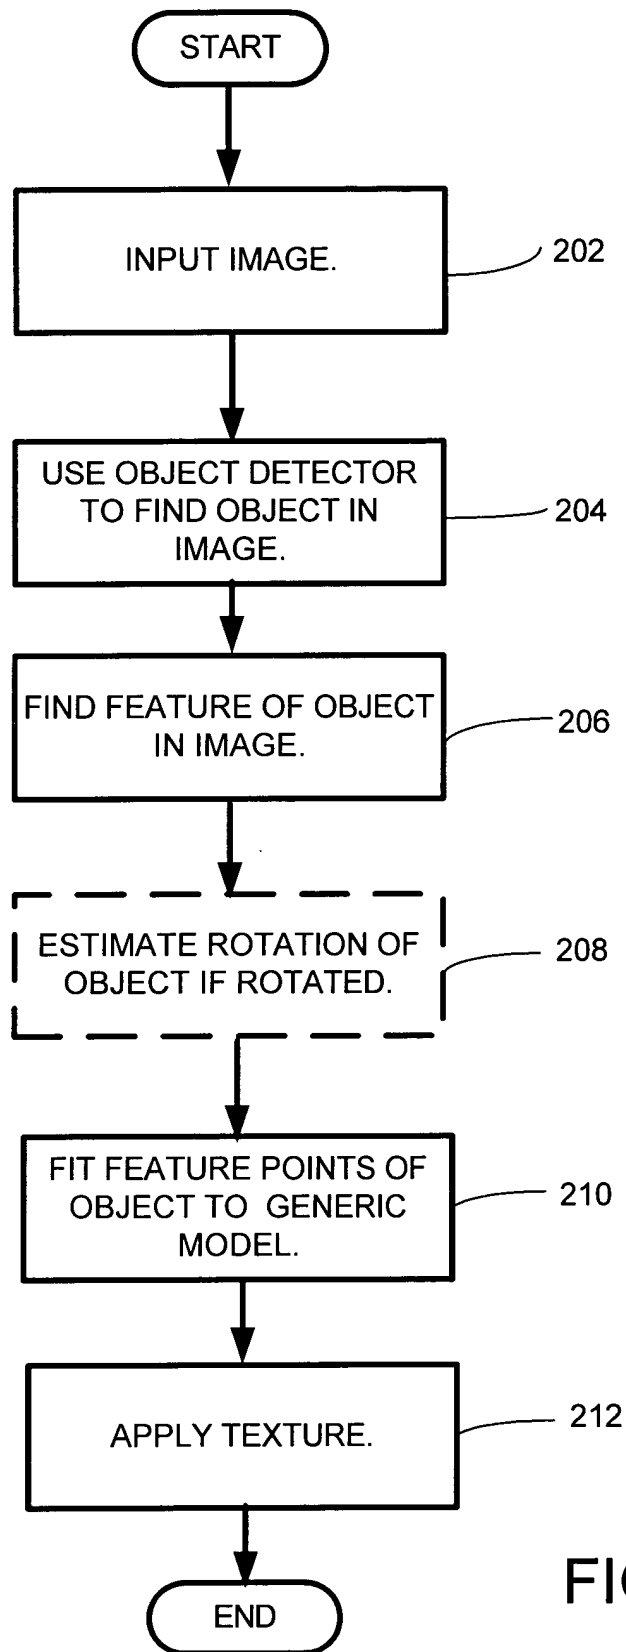 START
INPUT IMAGE.
202
USE OBJECT DETECTOR
TO FIND OBJECT IN
IMAGE.
204
FIND FEATURE OF OBJECT
IN IMAGE.
206
ESTIMATE ROTATION OF
OBJECT IF ROTATED.
208
FIT FEATURE POINTS OF
OBJECT TO GENERIC
MODEL.
210
APPLY TEXTURE.
212
END